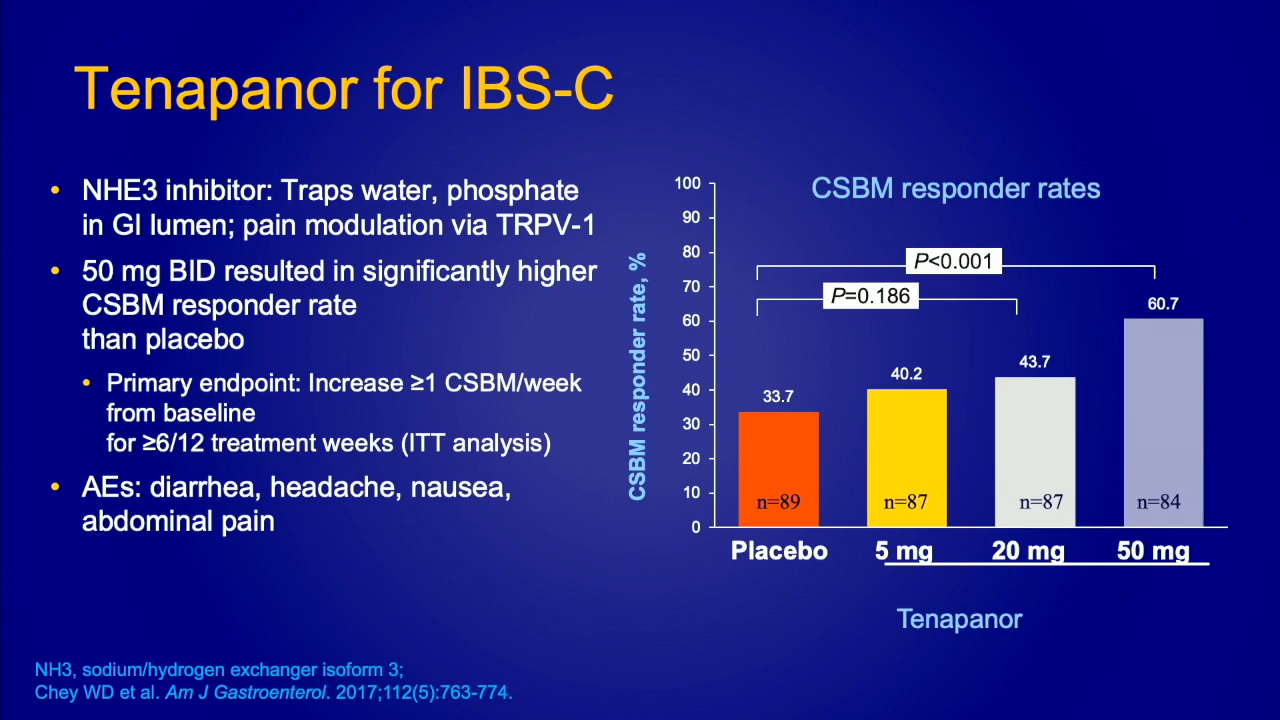 Tenapanor for IBS-C
• NHE3 inhibitor: Traps water, phosphate
in GI lumen; pain modulation via TRPV-1
• 50 mg BID resulted in significantly higher
CSBM responder rate
than placebo
• Primary endpoint: Increase ≥1 CSBM/week
from baseline
for ≥6/12 treatment weeks (ITT analysis)
• AEs: diarrhea, headache, nausea,
abdominal pain
CSBM responder rates
CSBM responder rate, %
100
90
80
70
60
50
40
30
20
10
0
P<0.001
P=0.186
33.7
40.2
43.7
60.7
n=89
n=87
n=87
n=84
Placebo
5 mg
20 mg
50 mg
Tenapanor
NH3, sodium/hydrogen exchanger isoform 3;
Chey WD et al. Am J Gastroenterol. 2017;112(5):763-774.